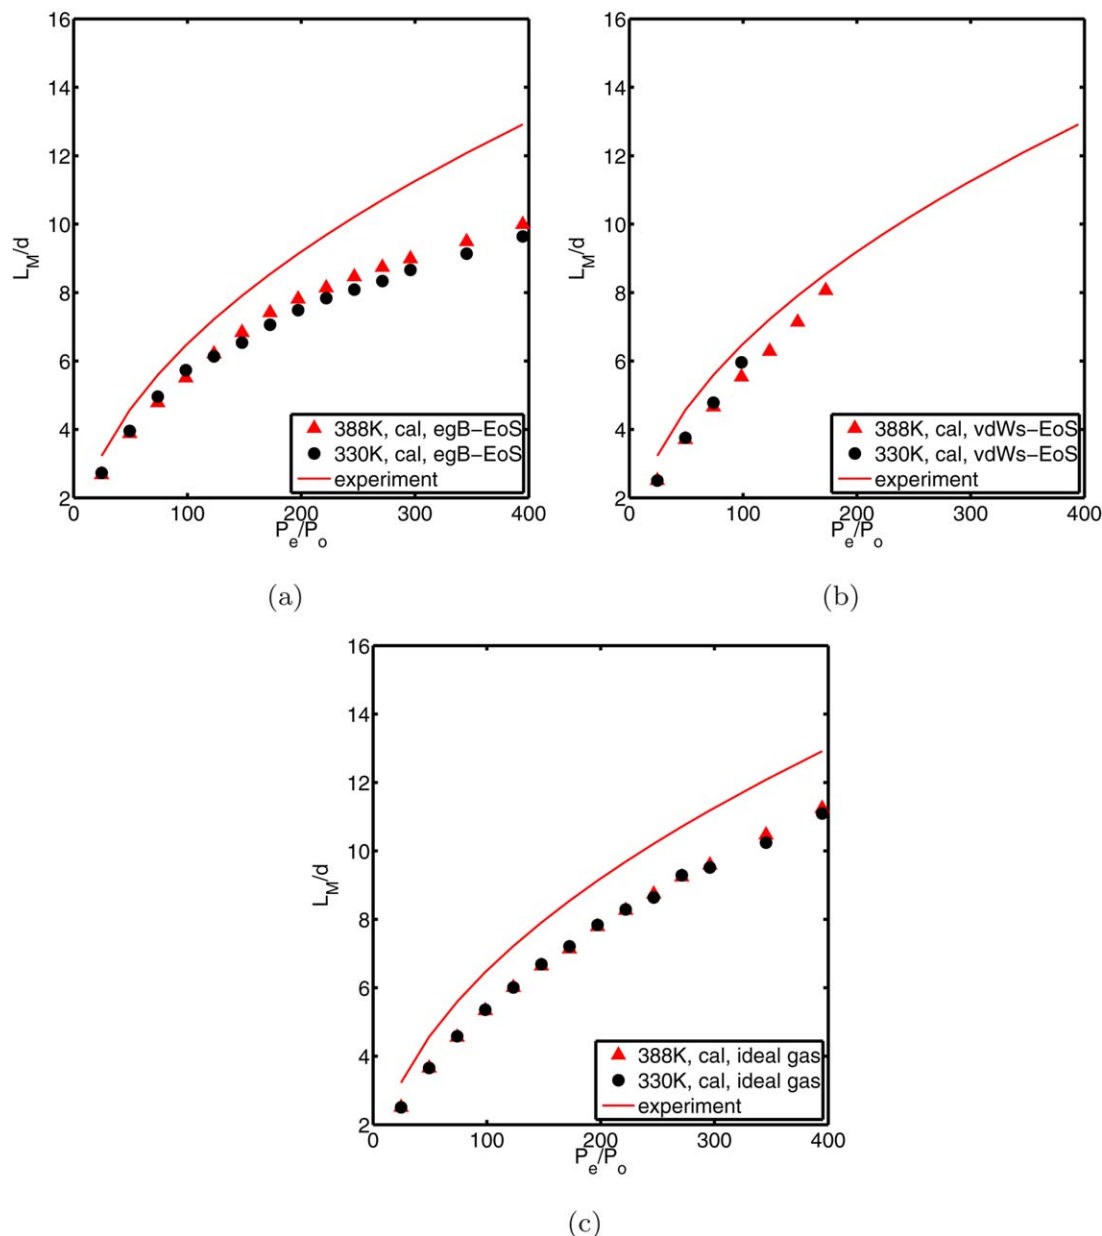 16
14
12
10
8
6
4
2
L_M/d
388K, cal, egB-EoS
330K, cal, egB-EoS
experiment
0 100 200 300 400
P_e/P_o
(a)
16
14
12
10
8
6
4
2
L_M/d
388K, cal, vdWs-EoS
330K, cal, vdWs-EoS
experiment
0 100 200 300 400
P_e/P_o
(b)
16
14
12
10
8
6
4
2
L_M/d
388K, cal, ideal gas
330K, cal, ideal gas
experiment
0 100 200 300 400
P_e/P_o
(c)